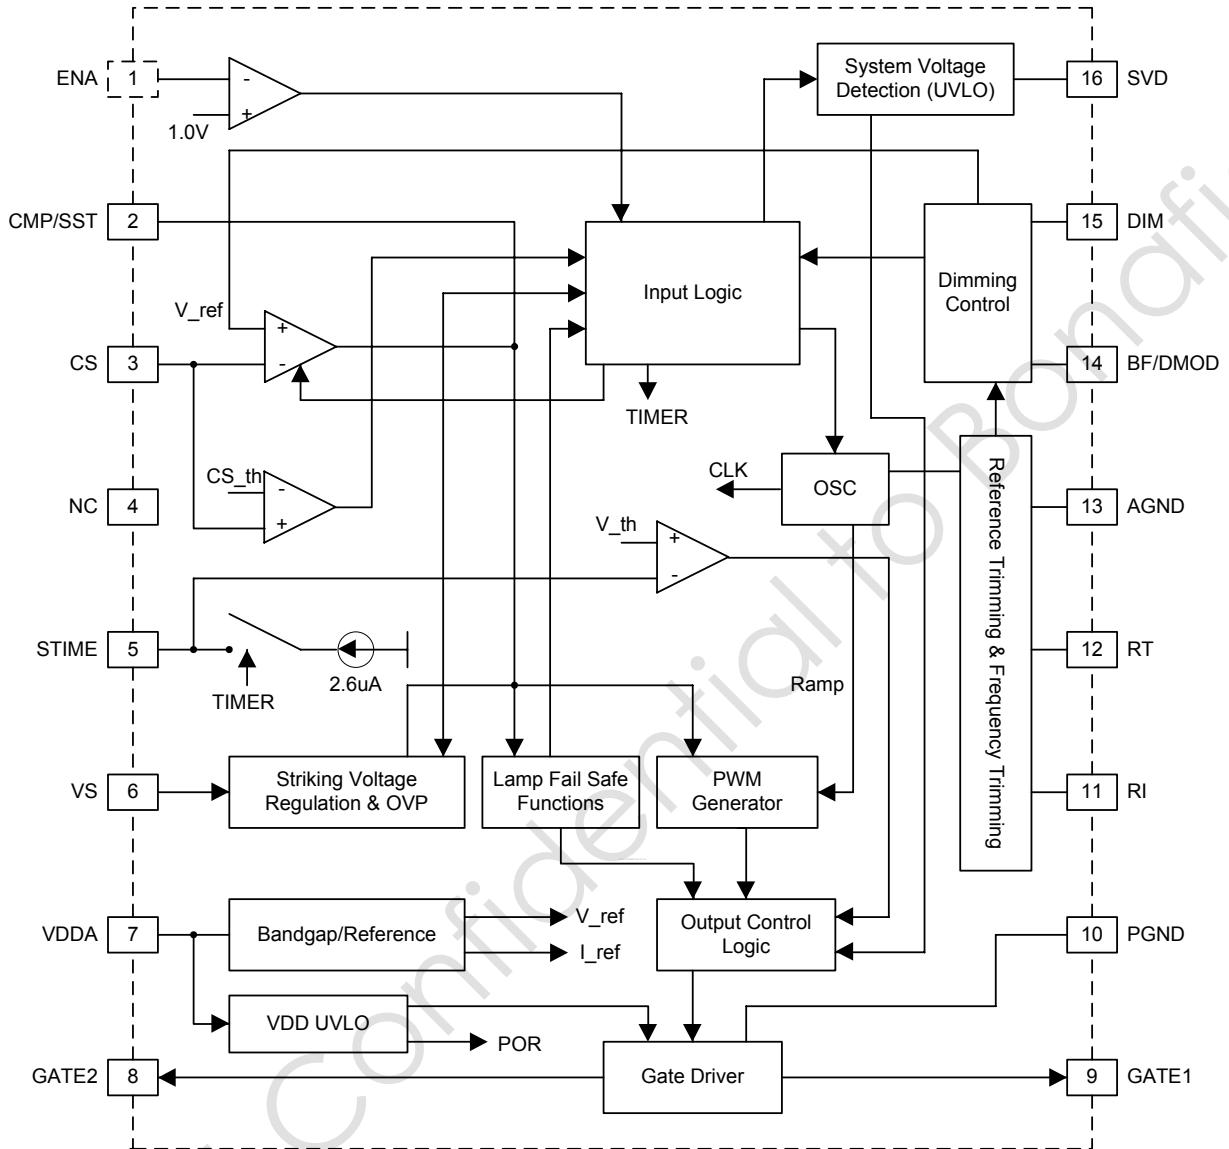 ENA
1
-
+
1.0V
System Voltage
Detection (UVLO)
16
SVD
CMP/SST
2
15
DIM
Input Logic
Dimming
Control
V_ref
+
-
CS
3
14
BF/DMOD
TIMER
CS_th
-
+
NC
4
CLK
OSC
13
AGND
V_th
+
-
Reference Trimming & Frequency Trimming
STIME
5
TIMER
2.6uA
12
RT
Ramp
VS
6
Striking Voltage
Regulation & OVP
Lamp Fail Safe
Functions
PWM
Generator
11
RI
VDDA
7
Bandgap/Reference
V_ref
I_ref
Output Control
Logic
10
PGND
VDD UVLO
POR
GATE2
8
Gate Driver
9
GATE1
Confidential to Bonafi